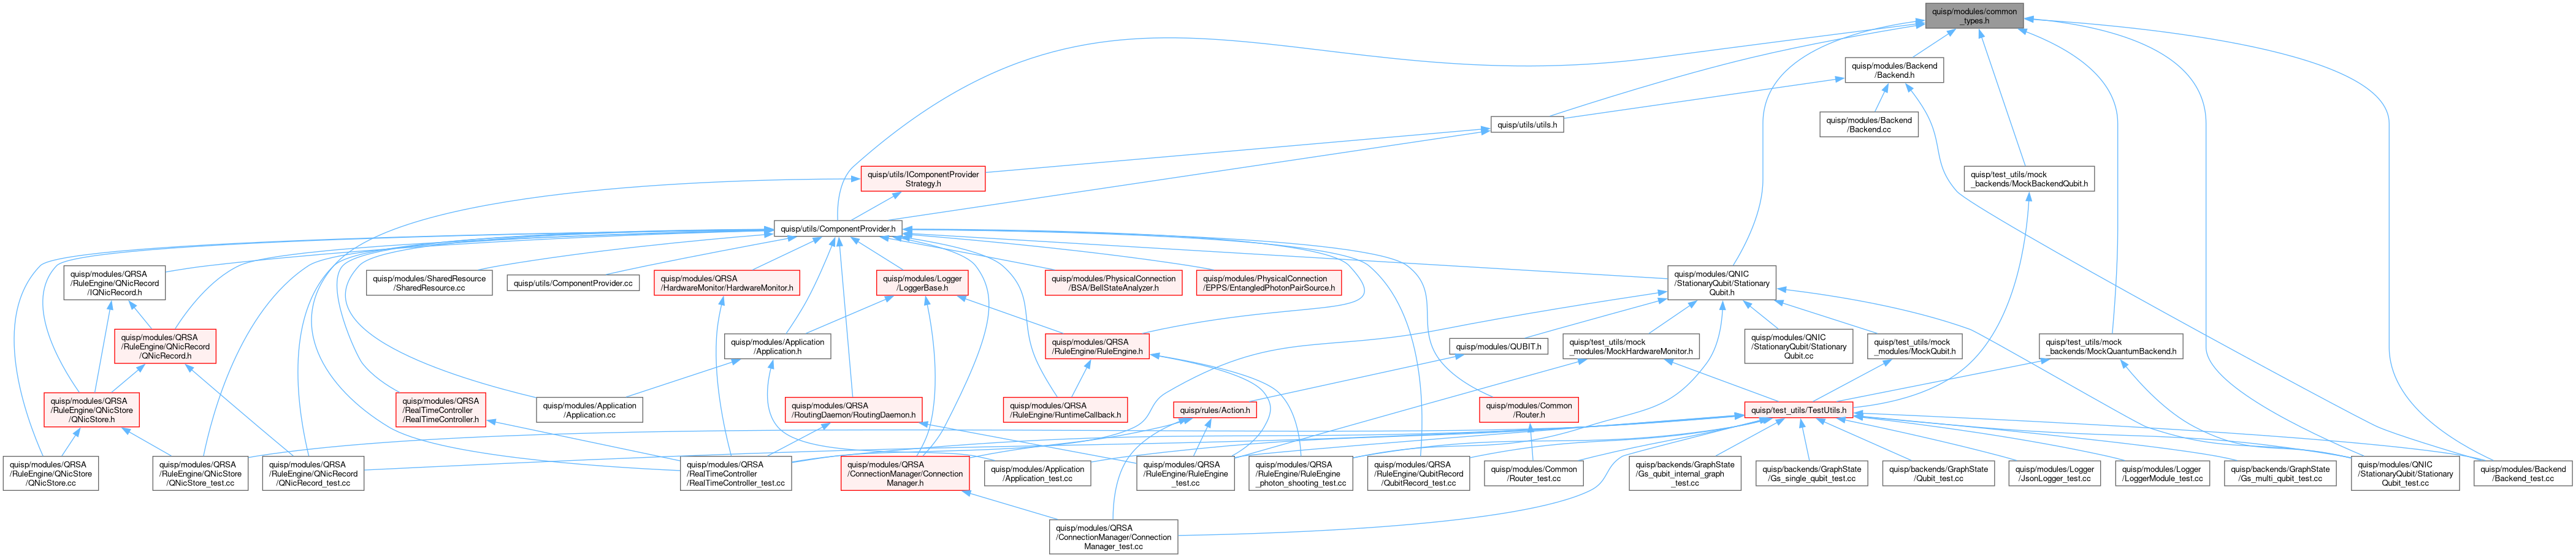 quisp/modules/common
_types.h
quisp/modules/Backend
/Backend.h
quisp/modules/Backend
/Backend.cc
quisp/utils/utils.h
quisp/utils/IComponentProvider
Strategy.h
quisp/test_utils/mock
_backends/MockBackendQubit.h
quisp/utils/ComponentProvider.h
quisp/modules/QRSA
/RuleEngine/QNicRecord
/IQNicRecord.h
quisp/modules/SharedResource
/SharedResource.cc
quisp/utils/ComponentProvider.cc
quisp/modules/QRSA
/HardwareMonitor/HardwareMonitor.h
quisp/modules/Logger
/LoggerBase.h
quisp/modules/PhysicalConnection
/BSA/BellStateAnalyzer.h
quisp/modules/PhysicalConnection
/EPPS/EntangledPhotonPairSource.h
quisp/modules/QNIC
/StationaryQubit/Stationary
Qubit.h
quisp/modules/QRSA
/RuleEngine/QNicRecord
/QNicRecord.h
quisp/modules/Application
/Application.h
quisp/modules/QRSA
/RuleEngine/RuleEngine.h
quisp/modules/QUBIT.h
quisp/test_utils/mock
_modules/MockHardwareMonitor.h
quisp/modules/QNIC
/StationaryQubit/Stationary
Qubit.cc
quisp/test_utils/mock
_modules/MockQubit.h
quisp/test_utils/mock
_backends/MockQuantumBackend.h
quisp/modules/QRSA
/RuleEngine/QNicStore
/QNicStore.h
quisp/modules/QRSA
/RealTimeController
/RealTimeController.h
quisp/modules/Application
/Application.cc
quisp/modules/QRSA
/RoutingDaemon/RoutingDaemon.h
quisp/modules/QRSA
/RuleEngine/RuntimeCallback.h
quisp/rules/Action.h
quisp/modules/Common
/Router.h
quisp/test_utils/TestUtils.h
quisp/modules/QRSA
/RuleEngine/QNicStore
/QNicStore.cc
quisp/modules/QRSA
/RuleEngine/QNicStore
/QNicStore_test.cc
quisp/modules/QRSA
/RuleEngine/QNicRecord
/QNicRecord_test.cc
quisp/modules/QRSA
/RealTimeController
/RealTimeController_test.cc
quisp/modules/QRSA
/ConnectionManager/Connection
Manager.h
quisp/modules/Application
/Application_test.cc
quisp/modules/QRSA
/RuleEngine/RuleEngine
_test.cc
quisp/modules/QRSA
/RuleEngine/RuleEngine
_photon_shooting_test.cc
quisp/modules/QRSA
/RuleEngine/QubitRecord
/QubitRecord_test.cc
quisp/modules/Common
/Router_test.cc
quisp/backends/GraphState
/Gs_qubit_internal_graph
_test.cc
quisp/backends/GraphState
/Gs_single_qubit_test.cc
quisp/backends/GraphState
/Qubit_test.cc
quisp/modules/Logger
/JsonLogger_test.cc
quisp/modules/Logger
/LoggerModule_test.cc
quisp/backends/GraphState
/Gs_multi_qubit_test.cc
quisp/modules/QNIC
/StationaryQubit/Stationary
Qubit_test.cc
quisp/modules/Backend
/Backend_test.cc
quisp/modules/QRSA
/ConnectionManager/Connection
Manager_test.cc